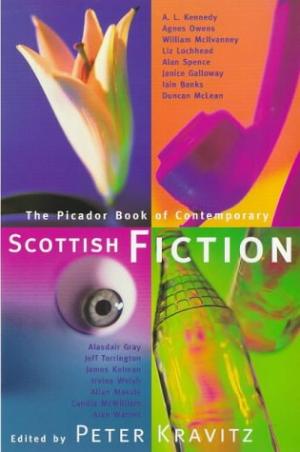 A. L. Kennedy
Agnes Owens
William McIlvanney
Liz Lochhead
Alan Spence
Janice Galloway
Iain Banks
Duncan McLean
The Picador Book of Contemporary
SCOTTISH FICTION
Alasdair Gray
Jeff Torrington
James Kelman
Irvine Welsh
Allan Massie
Candia McWilliam
Alan Warner
Edited by PETER KRAVITZ